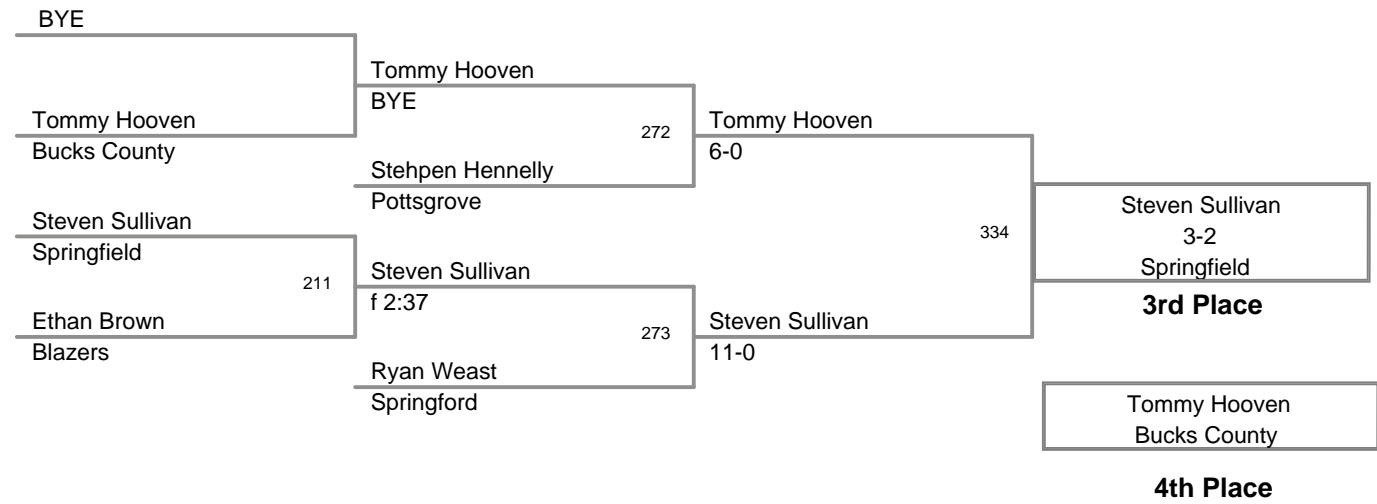 BYE
Tommy Hooven
BYE
Tommy Hooven
Bucks County
272
Tommy Hooven
6-0
Stehpen Hennelly
Pottsgrove
Steven Sullivan
Springfield
334
Steven Sullivan
3-2
Springfield
211
Steven Sullivan
f 2:37
3rd Place
Ethan Brown
Blazers
273
Steven Sullivan
11-0
Ryan Weast
Springford
Tommy Hooven
Bucks County
4th Place